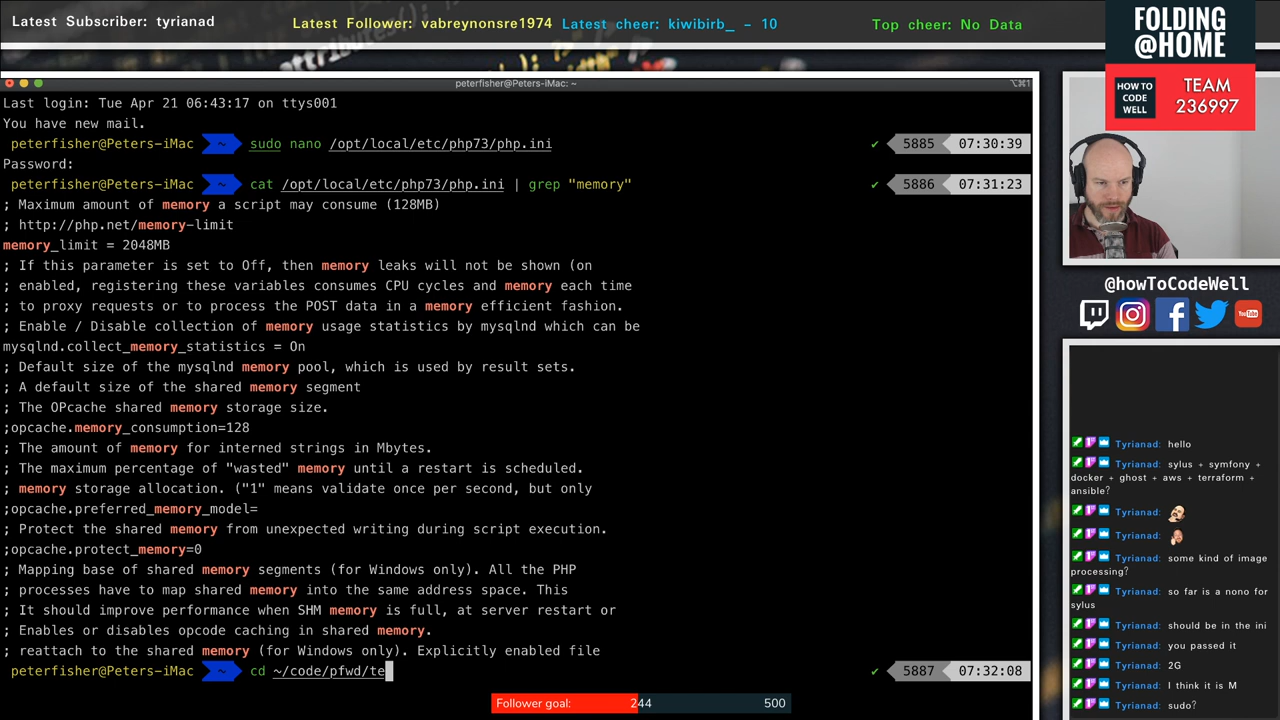 Latest Subscriber: tyrianad
Latest Follower: vabreynonsre1974
Latest cheer: kiwibirb_ - 10
Top cheer: No Data
FOLDING
@HOME
HOW TO
CODE
WELL
TEAM
236997
peterfisher@Peters-iMac: ~
⌥⌘1
Last login: Tue Apr 21 06:43:17 on ttys001
You have new mail.
peterfisher@Peters-iMac ~ sudo nano /opt/local/etc/php73/php.ini ✔ 5885 07:30:39
Password:
peterfisher@Peters-iMac ~ cat /opt/local/etc/php73/php.ini | grep "memory" ✔ 5886 07:31:23
; Maximum amount of memory a script may consume (128MB)
; http://php.net/memory-limit
memory_limit = 2048MB
; If this parameter is set to Off, then memory leaks will not be shown (on
; enabled, registering these variables consumes CPU cycles and memory each time
; to proxy requests or to process the POST data in a memory efficient fashion.
; Enable / Disable collection of memory usage statistics by mysqlnd which can be
mysqlnd.collect_memory_statistics = On
; Default size of the mysqlnd memory pool, which is used by result sets.
; A default size of the shared memory segment
; The OPcache shared memory storage size.
;opcache.memory_consumption=128
; The amount of memory for interned strings in Mbytes.
; The maximum percentage of "wasted" memory until a restart is scheduled.
; memory storage allocation. ("1" means validate once per second, but only
;opcache.preferred_memory_model=
; Protect the shared memory from unexpected writing during script execution.
;opcache.protect_memory=0
; Mapping base of shared memory segments (for Windows only). All the PHP
; processes have to map shared memory into the same address space. This
; It should improve performance when SHM memory is full, at server restart or
; Enables or disables opcode caching in shared memory.
; reattach to the shared memory (for Windows only). Explicitly enabled file
peterfisher@Peters-iMac ~ cd ~/code/pfwd/te ✔ 5887 07:32:08
@howToCodeWell
You Tube
Tyrianad: hello
Tyrianad: sylus + symfony +
docker + ghost + aws + terraform +
ansible?
Tyrianad:
Tyrianad:
Tyrianad: some kind of image
processing?
Tyrianad: so far is a nono for
sylus
Tyrianad: should be in the ini
Tyrianad: you passed it
Tyrianad: 2G
Tyrianad: I think it is M
Tyrianad: sudo?
Follower goal: 244 500